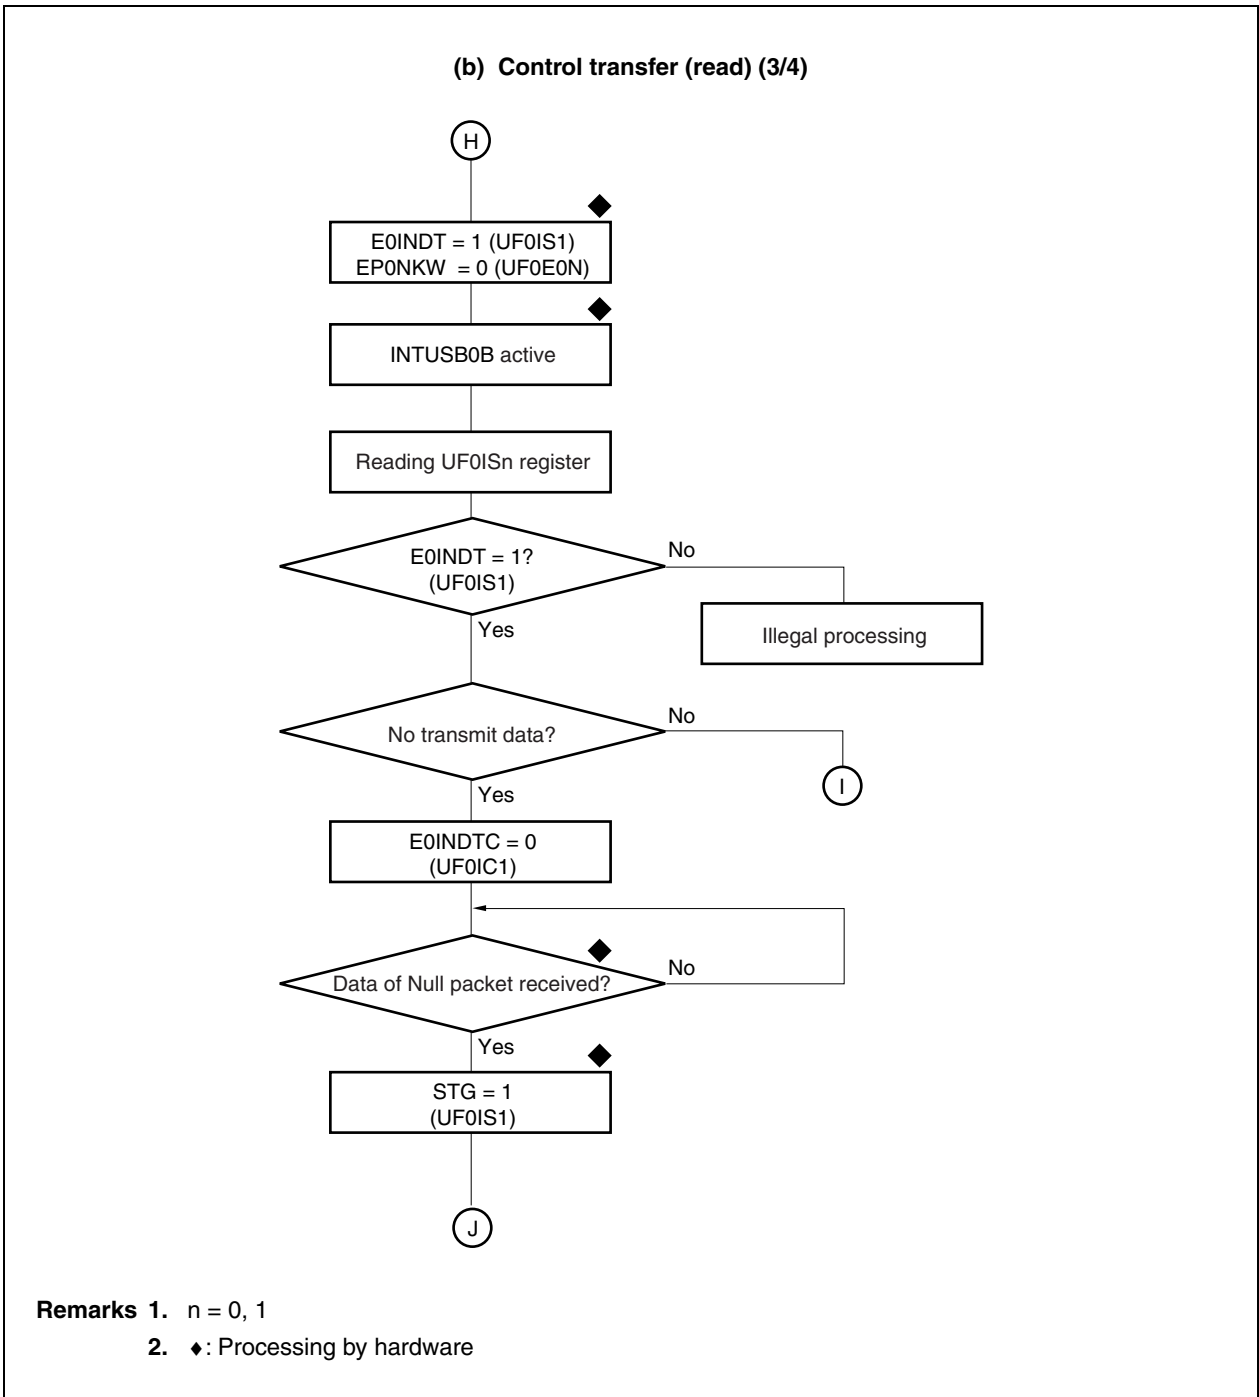 (b) Control transfer (read) (3/4)
H
E0INDT = 1 (UF0IS1)
EP0NKW = 0 (UF0E0N)
INTUSB0B active
Reading UF0ISn register
E0INDT = 1?
(UF0IS1)
No
Illegal processing
Yes
No transmit data?
No
I
Yes
E0INDTC = 0
(UF0IC1)
Data of Null packet received?
No
Yes
STG = 1
(UF0IS1)
J
Remarks 1. n = 0, 1
2. ♦: Processing by hardware